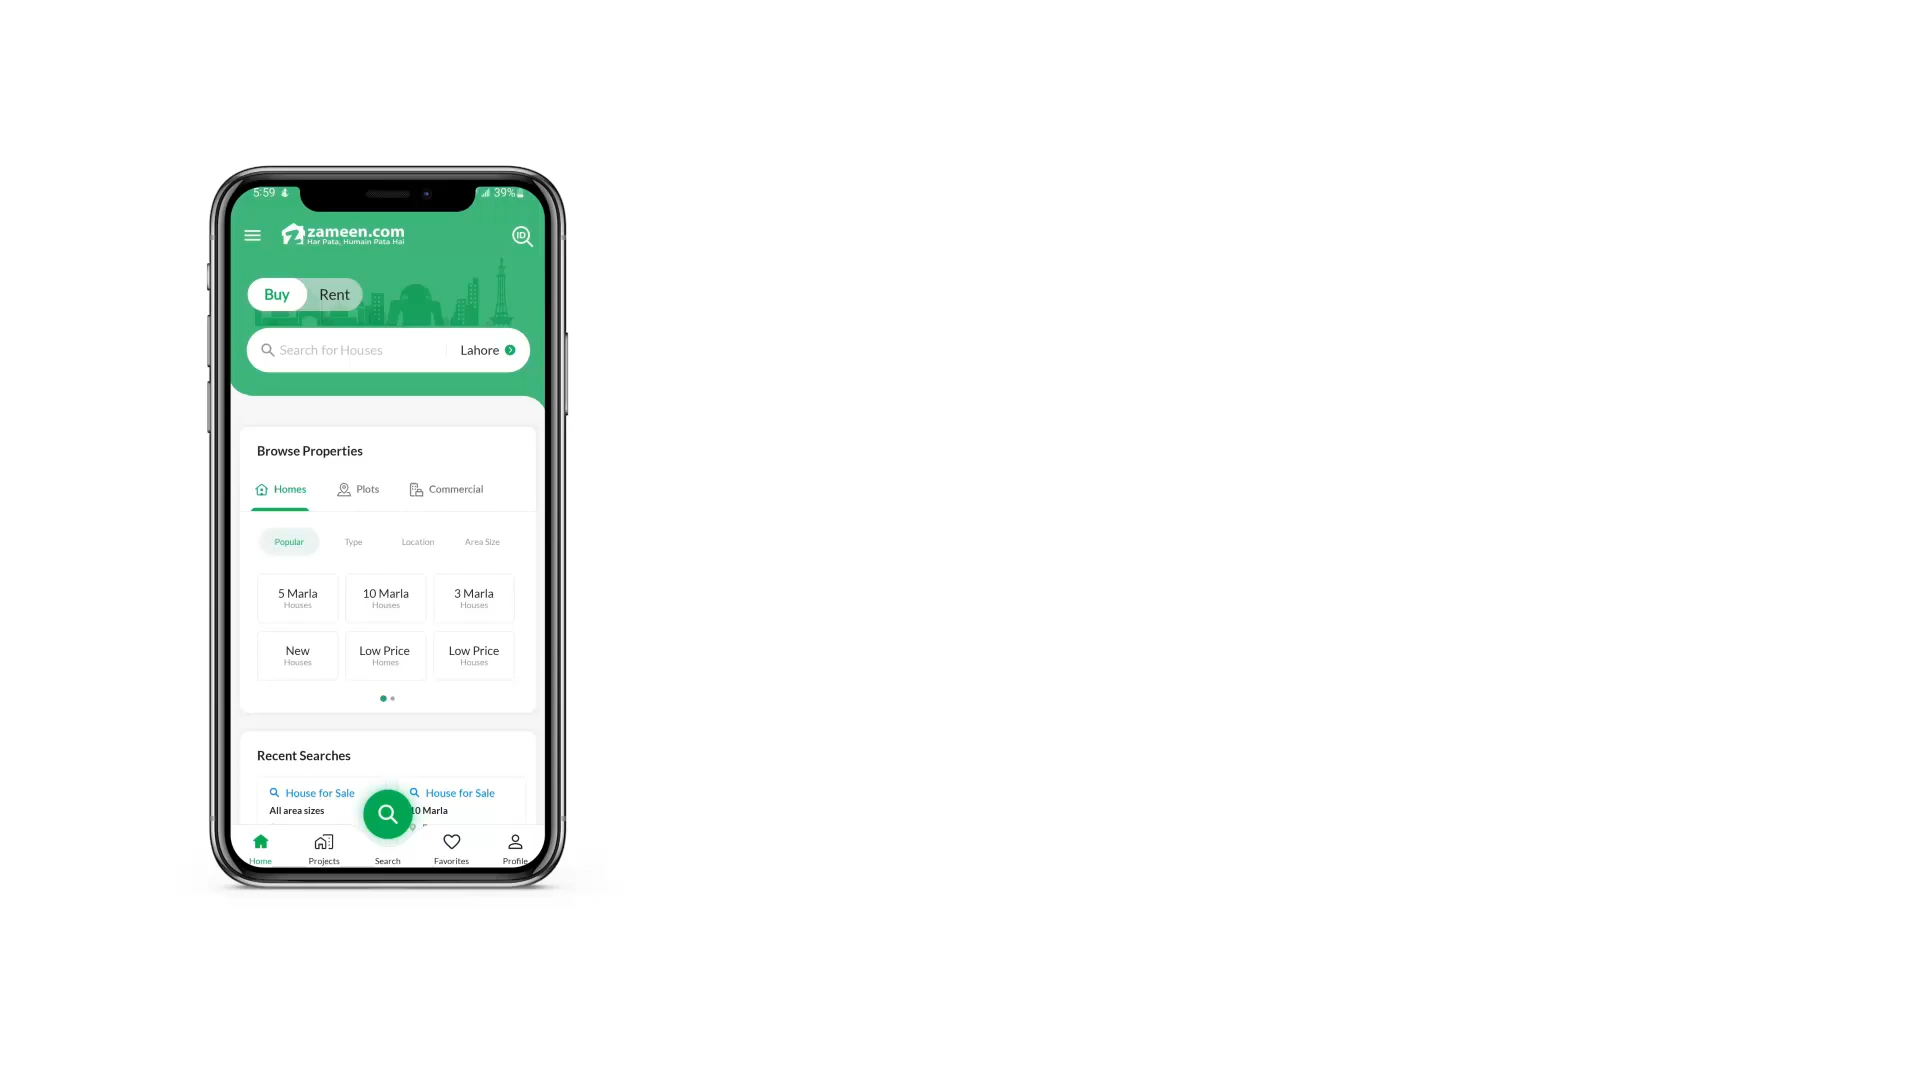 5:59
39%
zameen.com
Har Pata, Humain Pata Hai
ID
Buy
Rent
Search for Houses
Lahore
Browse Properties
Homes
Plots
Commercial
Popular
Type
Location
Area Size
5 Marla
Houses
10 Marla
Houses
3 Marla
Houses
New
Houses
Low Price
Homes
Low Price
Houses
Recent Searches
House for Sale
All area sizes
House for Sale
10 Marla
Home
Projects
Search
Favorites
Profile